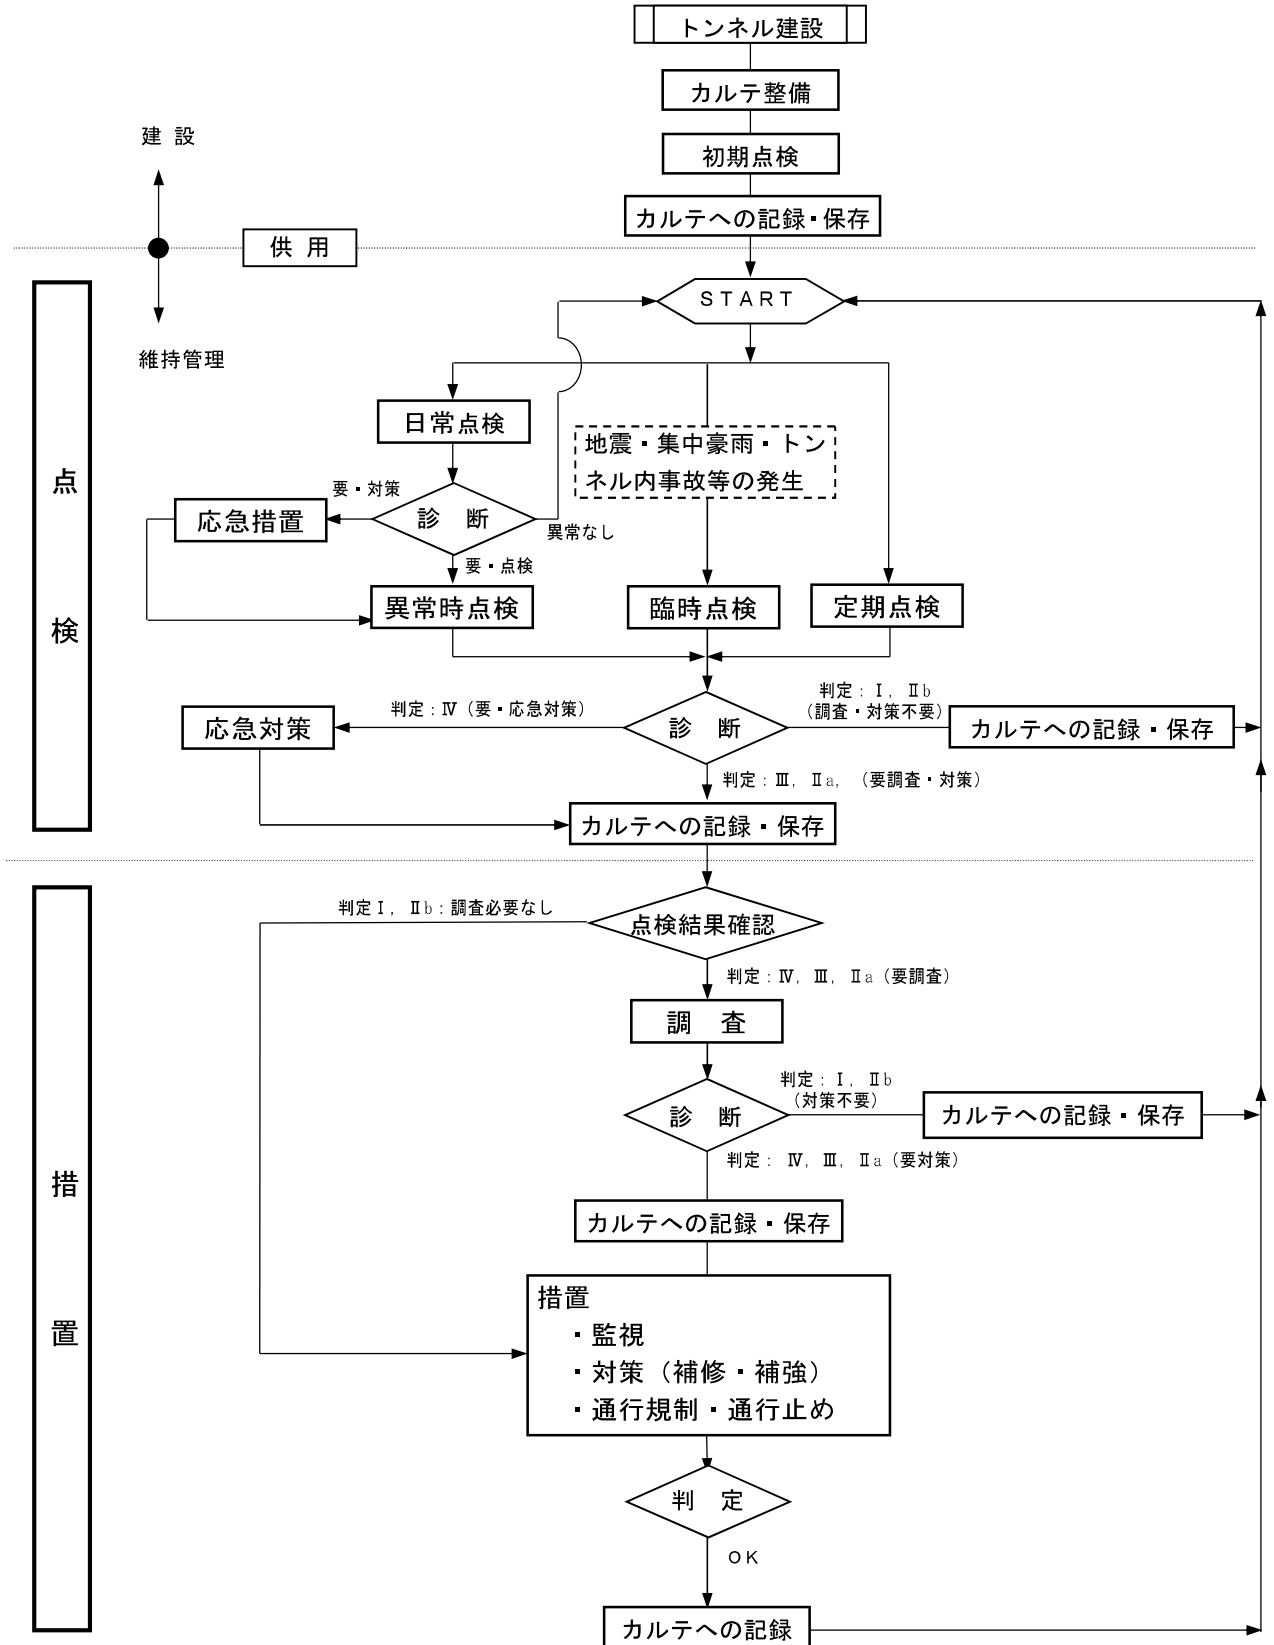 トンネル建設
カルテ整備
初期点検
カルテへの記録・保存
建 設
供 用
維持管理
START
日常点検
地震・集中豪雨・トン
ネル内事故等の発生
要・対策
応急措置
診 断
異常なし
要・点検
異常時点検
臨時点検
定期点検
点
検
判定：Ⅳ（要・応急対策）
応急対策
診 断
判定：Ⅰ，Ⅱb
（調査・対策不要）
カルテへの記録・保存
判定：Ⅲ，Ⅱa，（要調査・対策）
カルテへの記録・保存
判定Ⅰ，Ⅱb：調査必要なし
点検結果確認
判定：Ⅳ，Ⅲ，Ⅱa（要調査）
調 査
診 断
判定：Ⅰ，Ⅱb
（対策不要）
カルテへの記録・保存
判定： Ⅳ，Ⅲ，Ⅱa（要対策）
カルテへの記録・保存
措
置
措置
・監視
・対策（補修・補強）
・通行規制・通行止め
判 定
OK
カルテへの記録